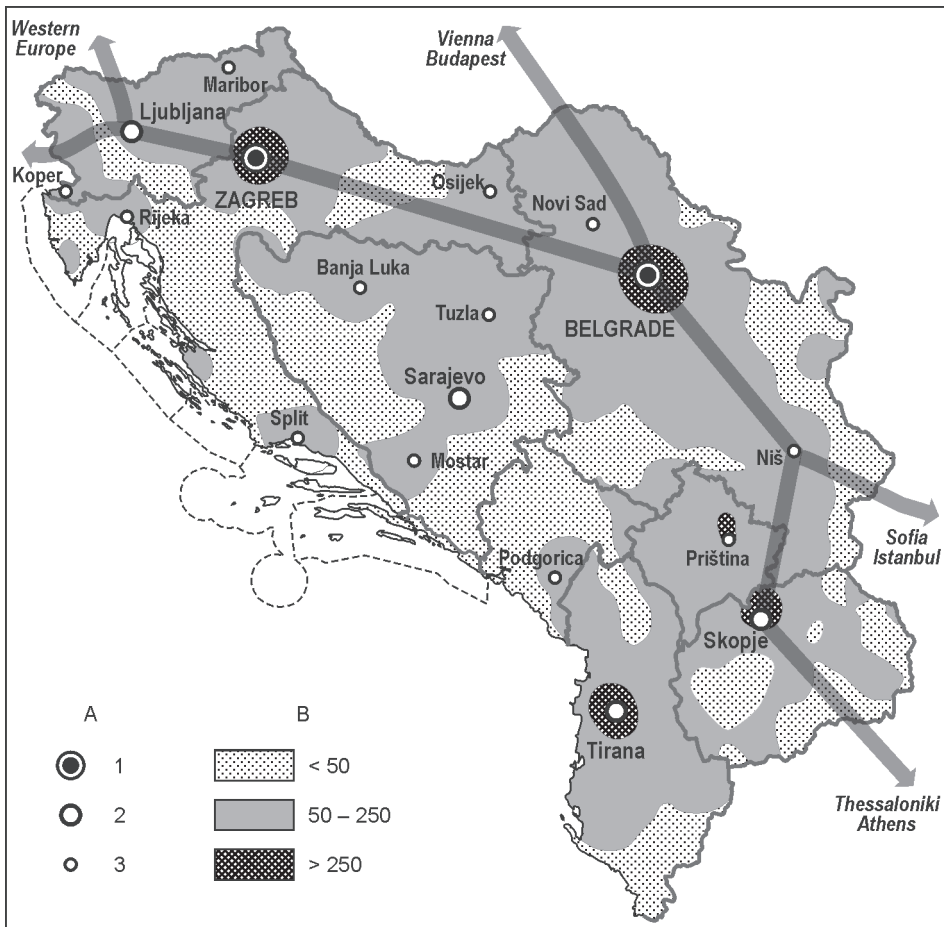 Western
Europe
Vienna
Budapest
Maribor
Ljubljana
Koper
ZAGREB
Osijek
Rijeka
Novi Sad
Banja Luka
Tuzla
BELGRADE
Sarajevo
Split
Mostar
Niš
Sofia
Istanbul
Podgorica
Priština
Skopje
Tirana
Thessaloniki
Athens
A B
1 < 50
2 50 – 250
3 > 250